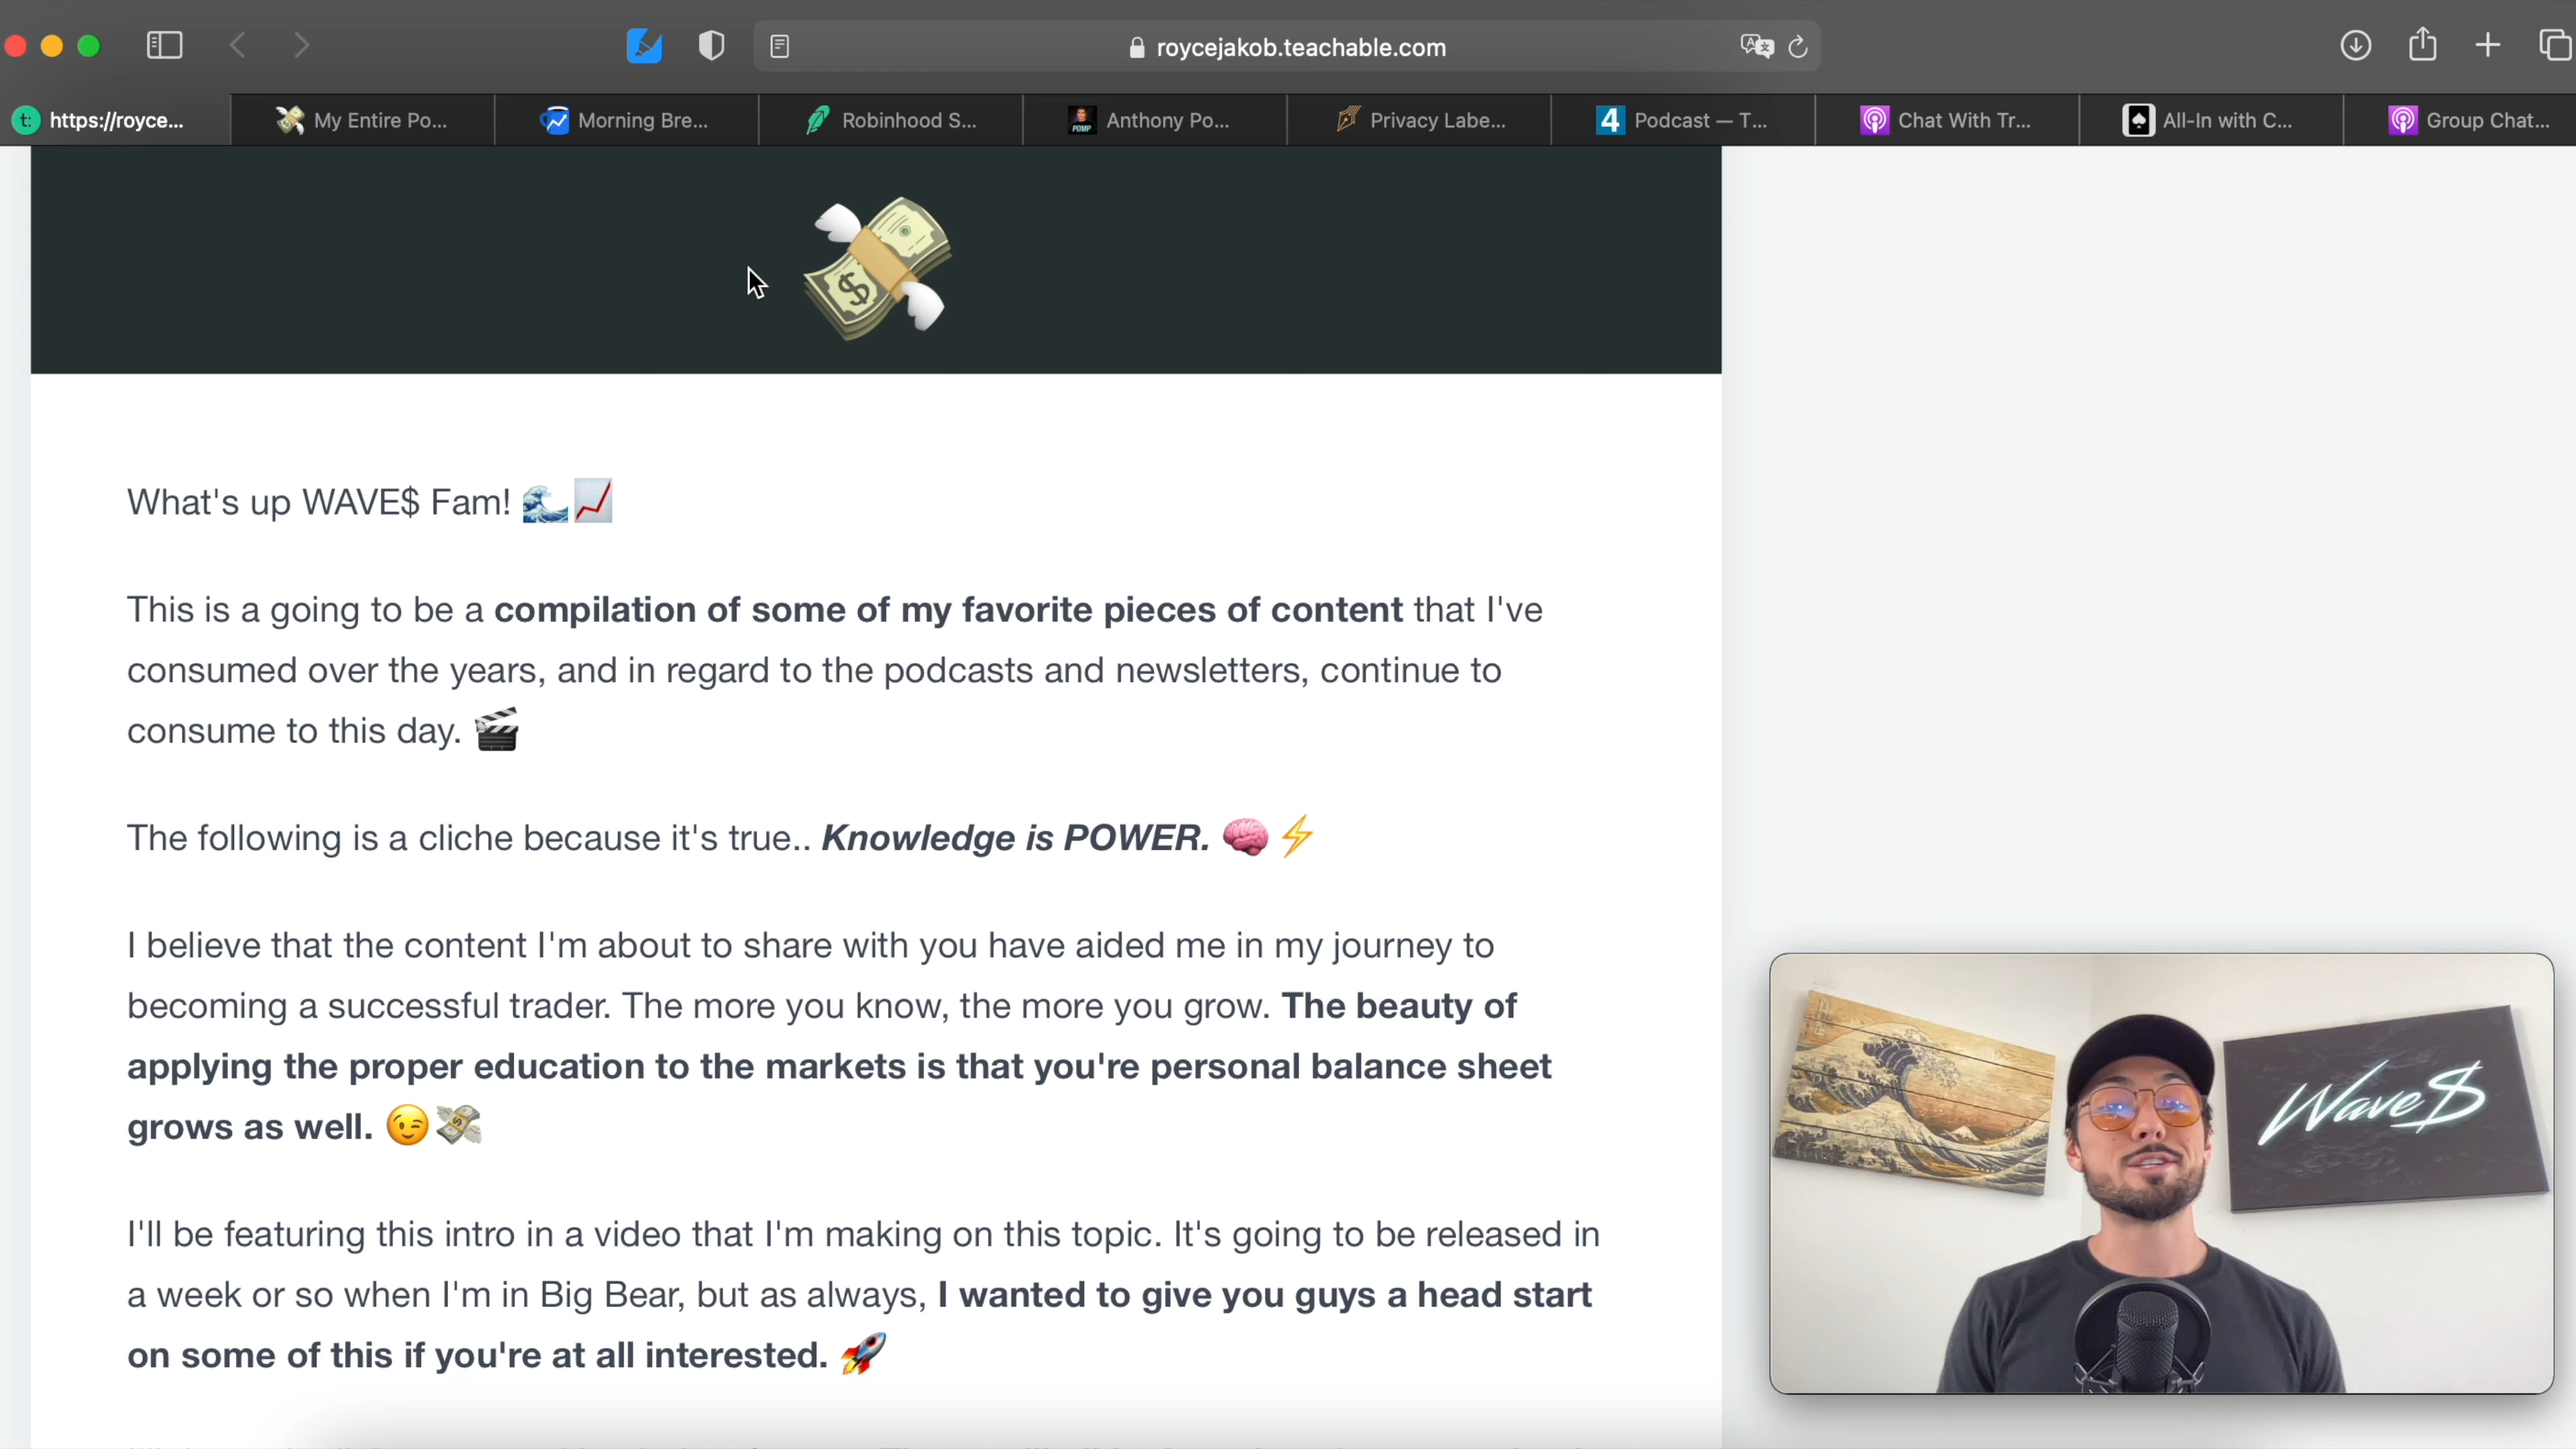 roycejakob.teachable.com
https://royce...
My Entire Po...
Morning Bre...
Robinhood S...
Anthony Po...
Privacy Labe...
Podcast — T...
Chat With Tr...
All-In with C...
Group Chat...
What's up WAVE$ Fam! 🌊📈
This is a going to be a compilation of some of my favorite pieces of content that I've
consumed over the years, and in regard to the podcasts and newsletters, continue to
consume to this day. 🎬
The following is a cliche because it's true.. Knowledge is POWER. 🧠 ⚡
I believe that the content I'm about to share with you have aided me in my journey to
becoming a successful trader. The more you know, the more you grow. The beauty of
applying the proper education to the markets is that you're personal balance sheet
grows as well. 😉💸
I'll be featuring this intro in a video that I'm making on this topic. It's going to be released in
a week or so when I'm in Big Bear, but as always, I wanted to give you guys a head start
on some of this if you're at all interested. 🚀
Wave$